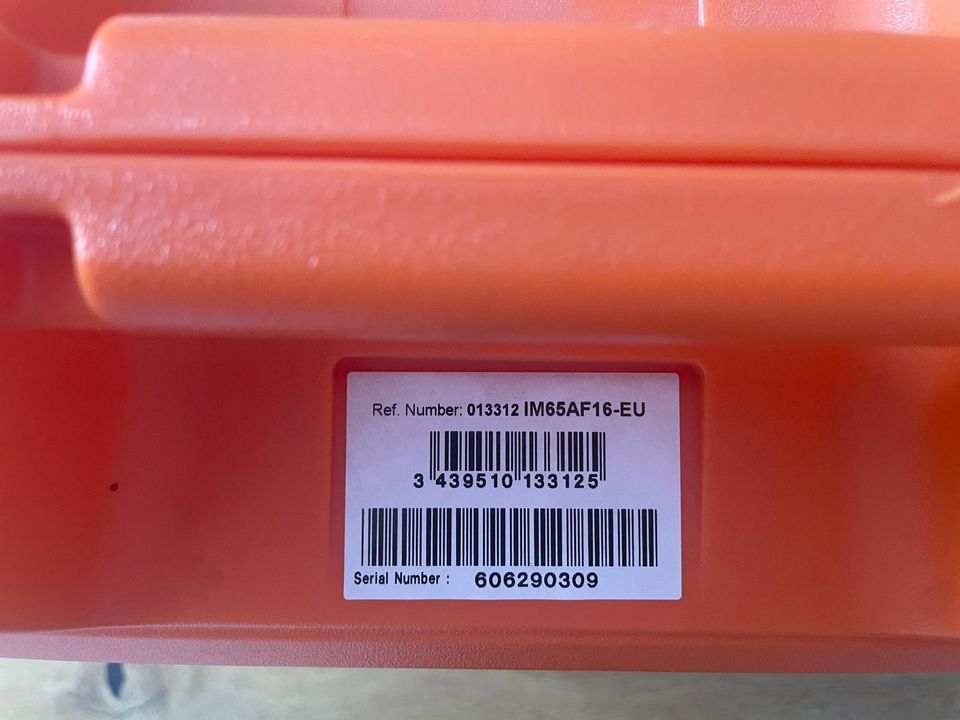 Ref. Number: 013312 IM65AF16-EU
3 439510 133125
Serial Number : 606290309